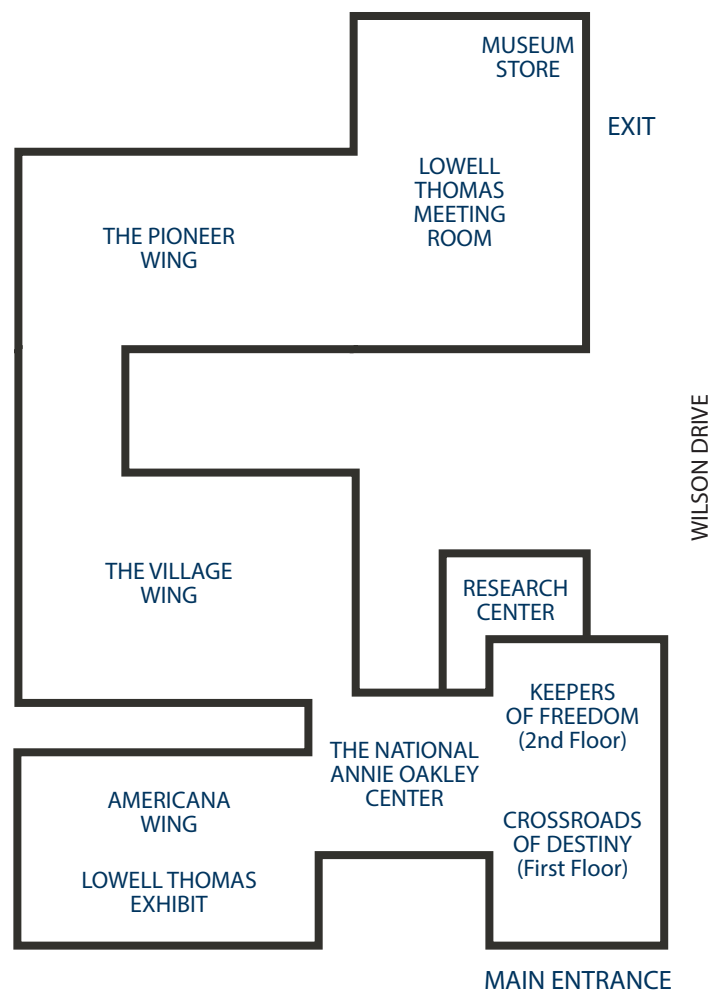 MUSEUM
STORE
EXIT
LOWELL
THOMAS
MEETING
ROOM
THE PIONEER
WING
WILSON DRIVE
THE VILLAGE
WING
RESEARCH
CENTER
KEEPERS
OF FREEDOM
(2nd Floor)
THE NATIONAL
ANNIE OAKLEY
CENTER
AMERICANA
WING
CROSSROADS
OF DESTINY
(First Floor)
LOWELL THOMAS
EXHIBIT
MAIN ENTRANCE